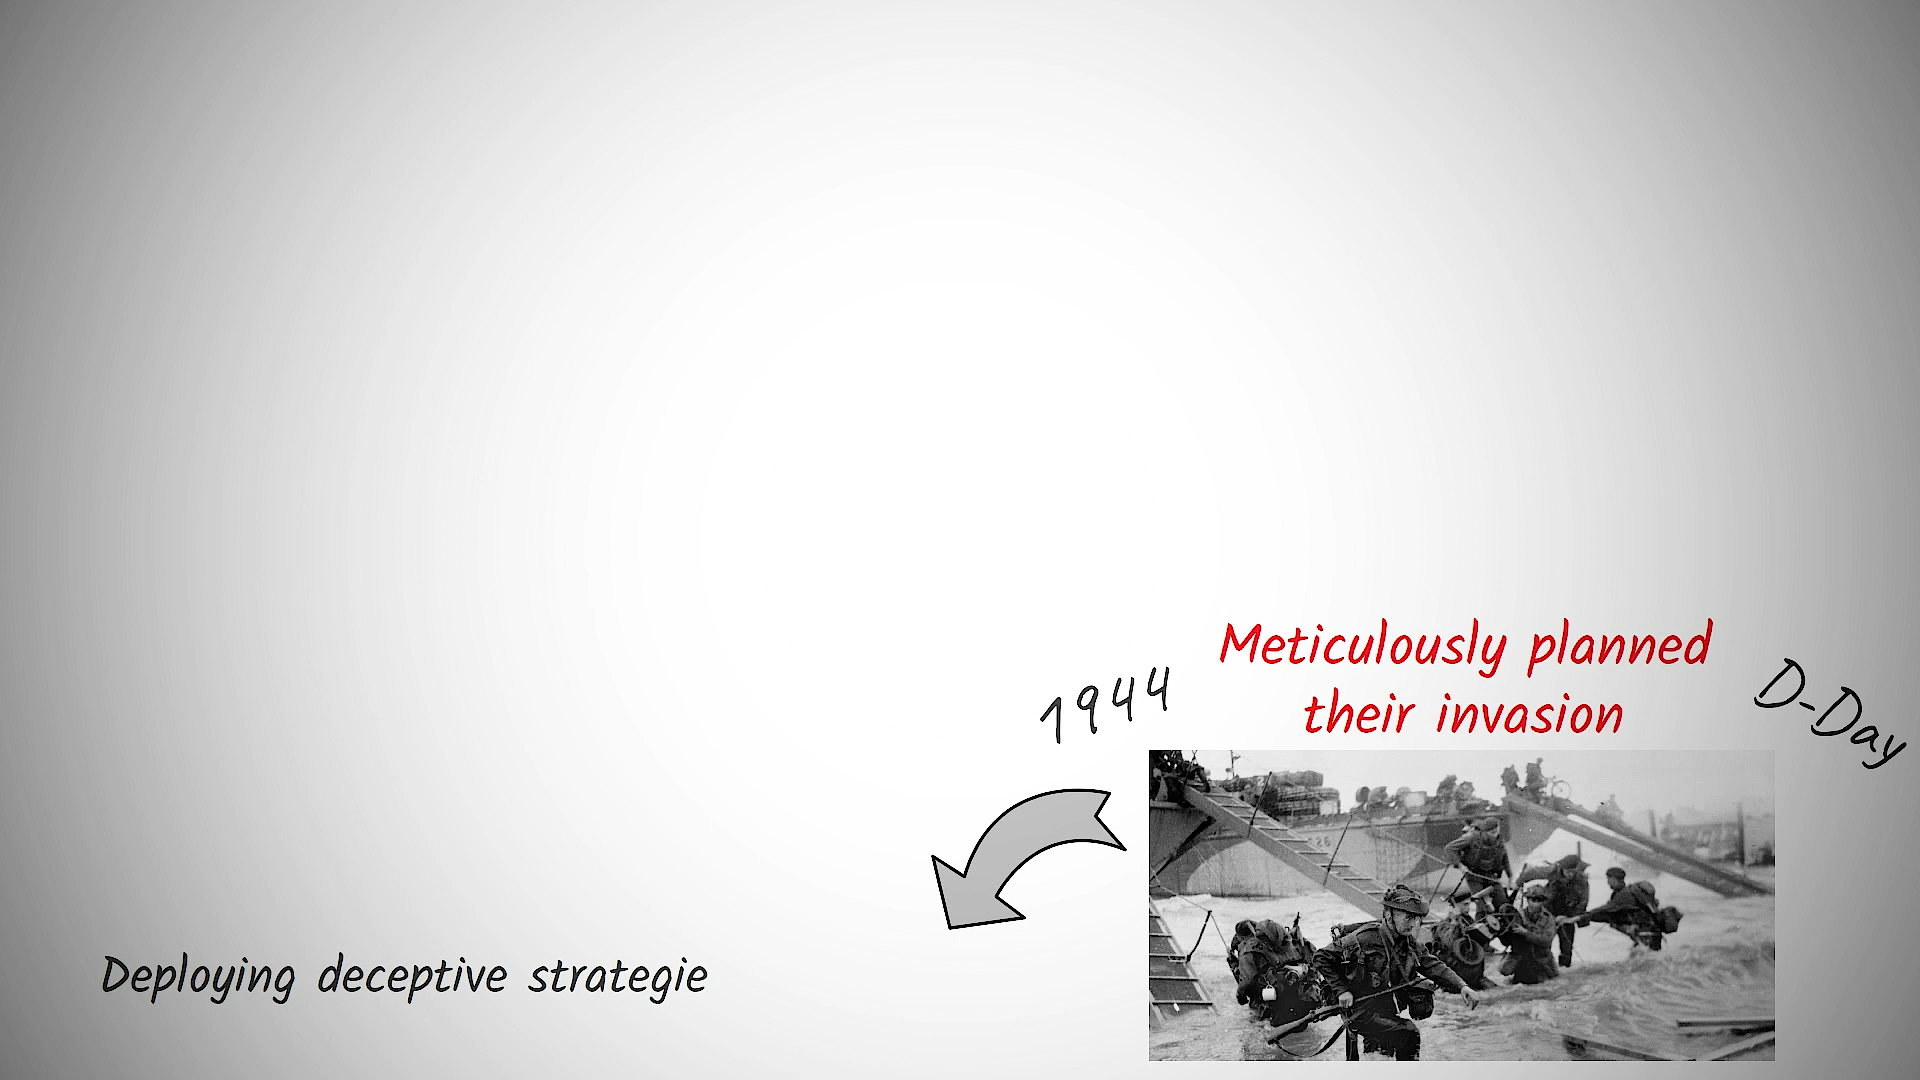 Meticulously planned
their invasion
1944
D-Day
Deploying deceptive strategie